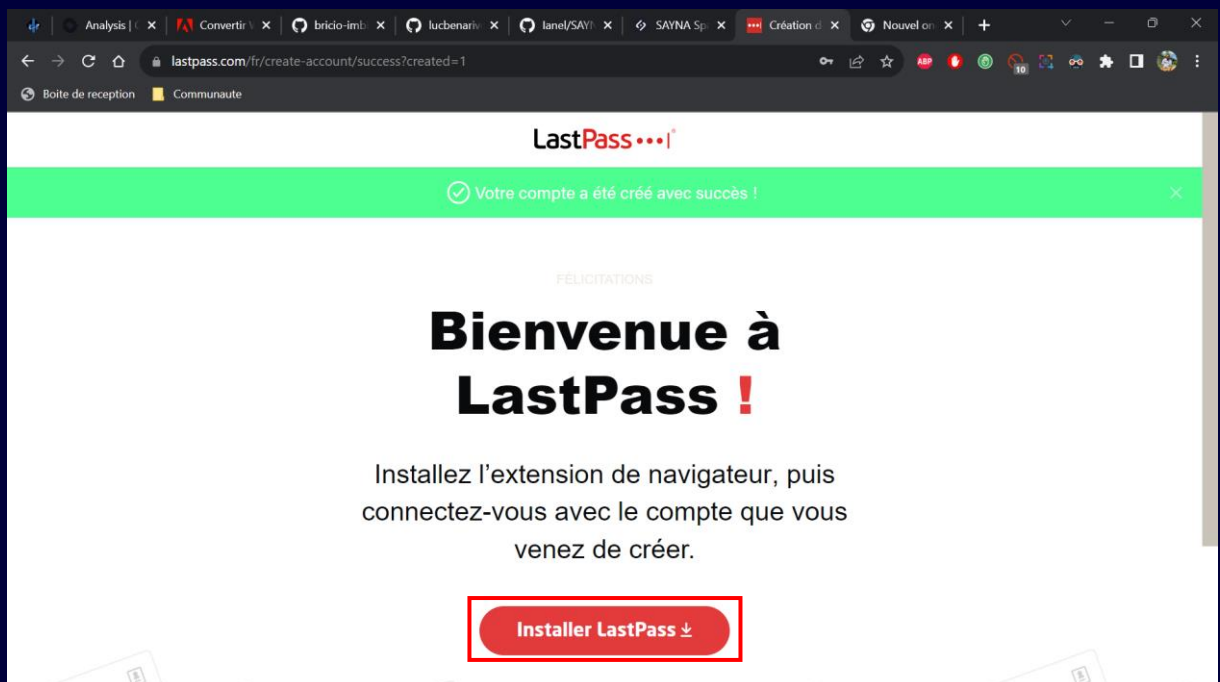 Analysis | Convertir bricio-imb lucbenariv lanel/SAYN SAYNA Sp Création d Nouvel on
lastpass.com/fr/create-account/success?created=1
10
Boite de reception Communaute
LastPass
Votre compte a été créé avec succès !
FÉLICITATIONS
Bienvenue à
LastPass !
Installez l’extension de navigateur, puis
connectez-vous avec le compte que vous
venez de créer.
Installer LastPass